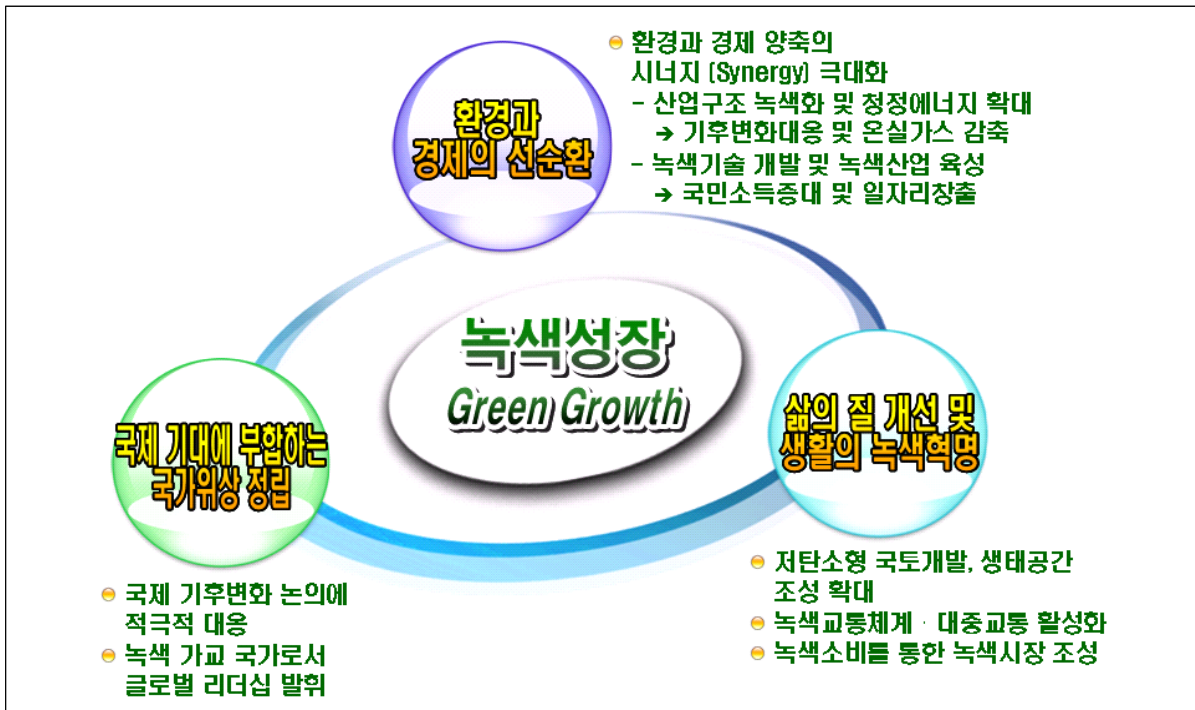 환경과
경제의 선순환
환경과 경제 양축의
시너지 (Synergy) 극대화
- 산업구조 녹색화 및 청정에너지 확대
→ 기후변화대응 및 온실가스 감축
- 녹색기술 개발 및 녹색산업 육성
→ 국민소득증대 및 일자리창출
녹색성장
Green Growth
국제 기대에 부합하는
국가위상 정립
국제 기후변화 논의에
적극적 대응
녹색 가교 국가로서
글로벌 리더십 발휘
삶의 질 개선 및
생활의 녹색혁명
저탄소형 국토개발, 생태공간
조성 확대
녹색교통체계 · 대중교통 활성화
녹색소비를 통한 녹색시장 조성